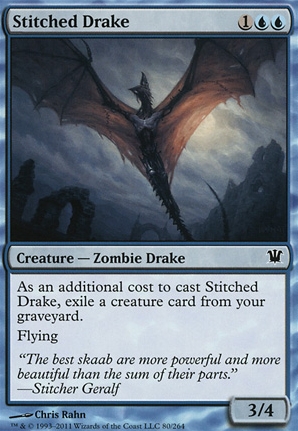 Stitched Drake 1
Creature — Zombie Drake
As an additional cost to cast Stitched
Drake, exile a creature card from your
graveyard.
Flying
“The best skaab are more powerful and more
beautiful than the sum of their parts.”
—Stitcher Geralf
Chris Rahn
™ & © 1993–2011 Wizards of the Coast LLC 80/264
3/4